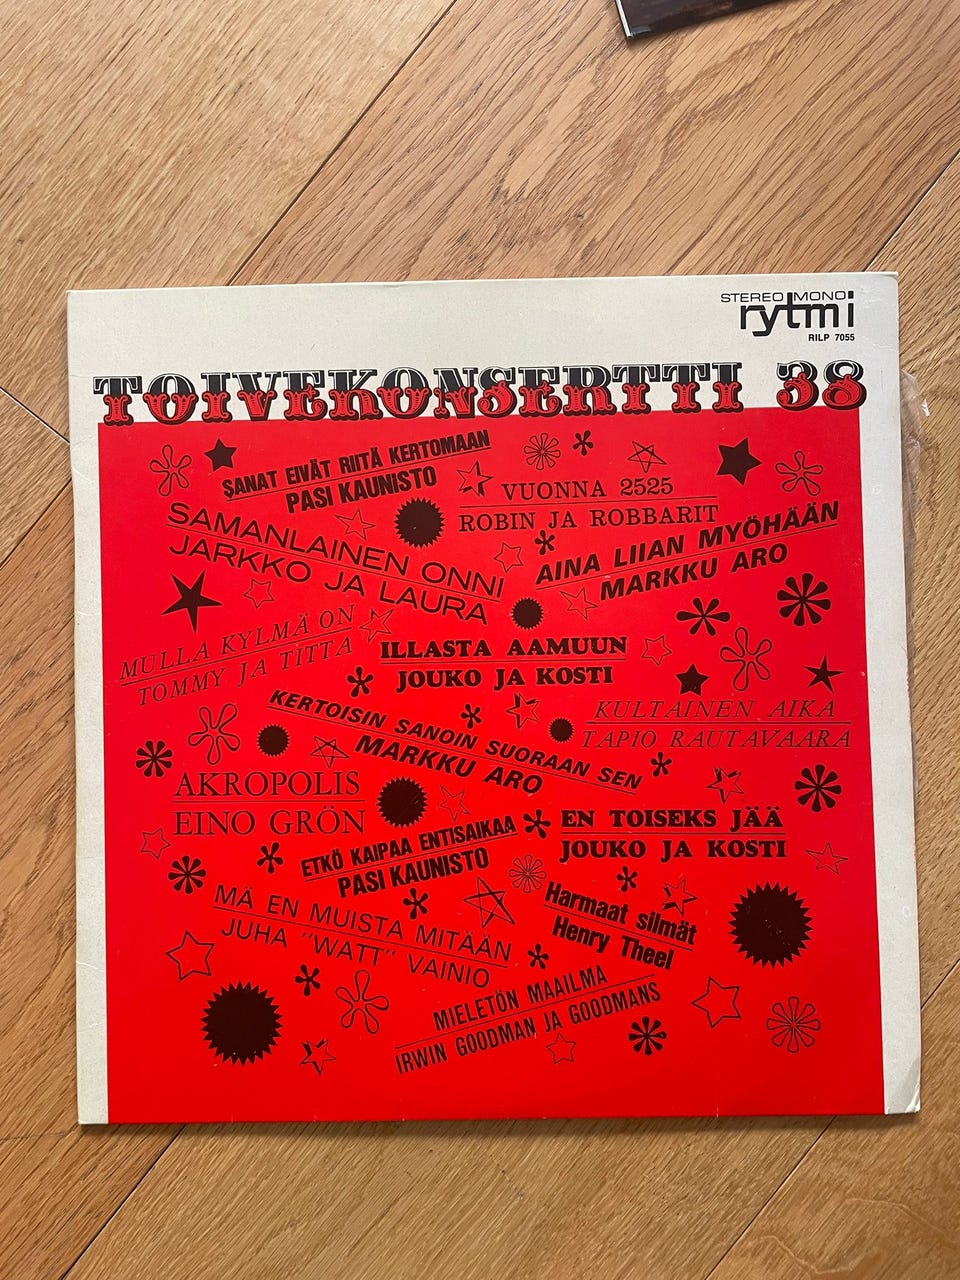 STEREO MONO
rytmi
RILP 7055
TOIVEKONSERTTI 38
SANAT EIVÄT RIITÄ KERTOMAAN
PASI KAUNISTO
VUONNA 2525
ROBIN JA ROBBARIT
SAMANLAINEN ONNI
JARKKO JA LAURA
AINA LIIAN MYÖHÄÄN
MARKKU ARO
MULLA KYLMÄ ON
TOMMY JA TITTA
ILLASTA AAMUUN
JOUKO JA KOSTI
KERTOISIN SANOIN SUORAAN SEN
MARKKU ARO
KULTAINEN AIKA
TAPIO RAUTAVAARA
AKROPOLIS
EINO GRÖN
ETKÖ KAIPAA ENTISAIKAA
PASI KAUNISTO
EN TOISEKS JÄÄ
JOUKO JA KOSTI
MÄ EN MUISTA MITÄÄN
JUHA "WATT" VAINIO
Harmaat silmät
Henry Theel
MIELETÖN MAAILMA
IRWIN GOODMAN JA GOODMANS